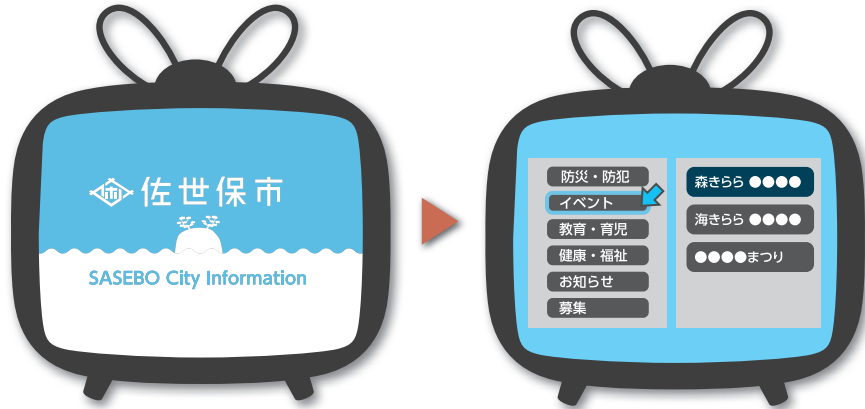 佐世保市
SASEBO City Information
防災・防犯
イベント
教育・育児
健康・福祉
お知らせ
募集
森きらら ●●●●
海きらら ●●●●
●●●●まつり